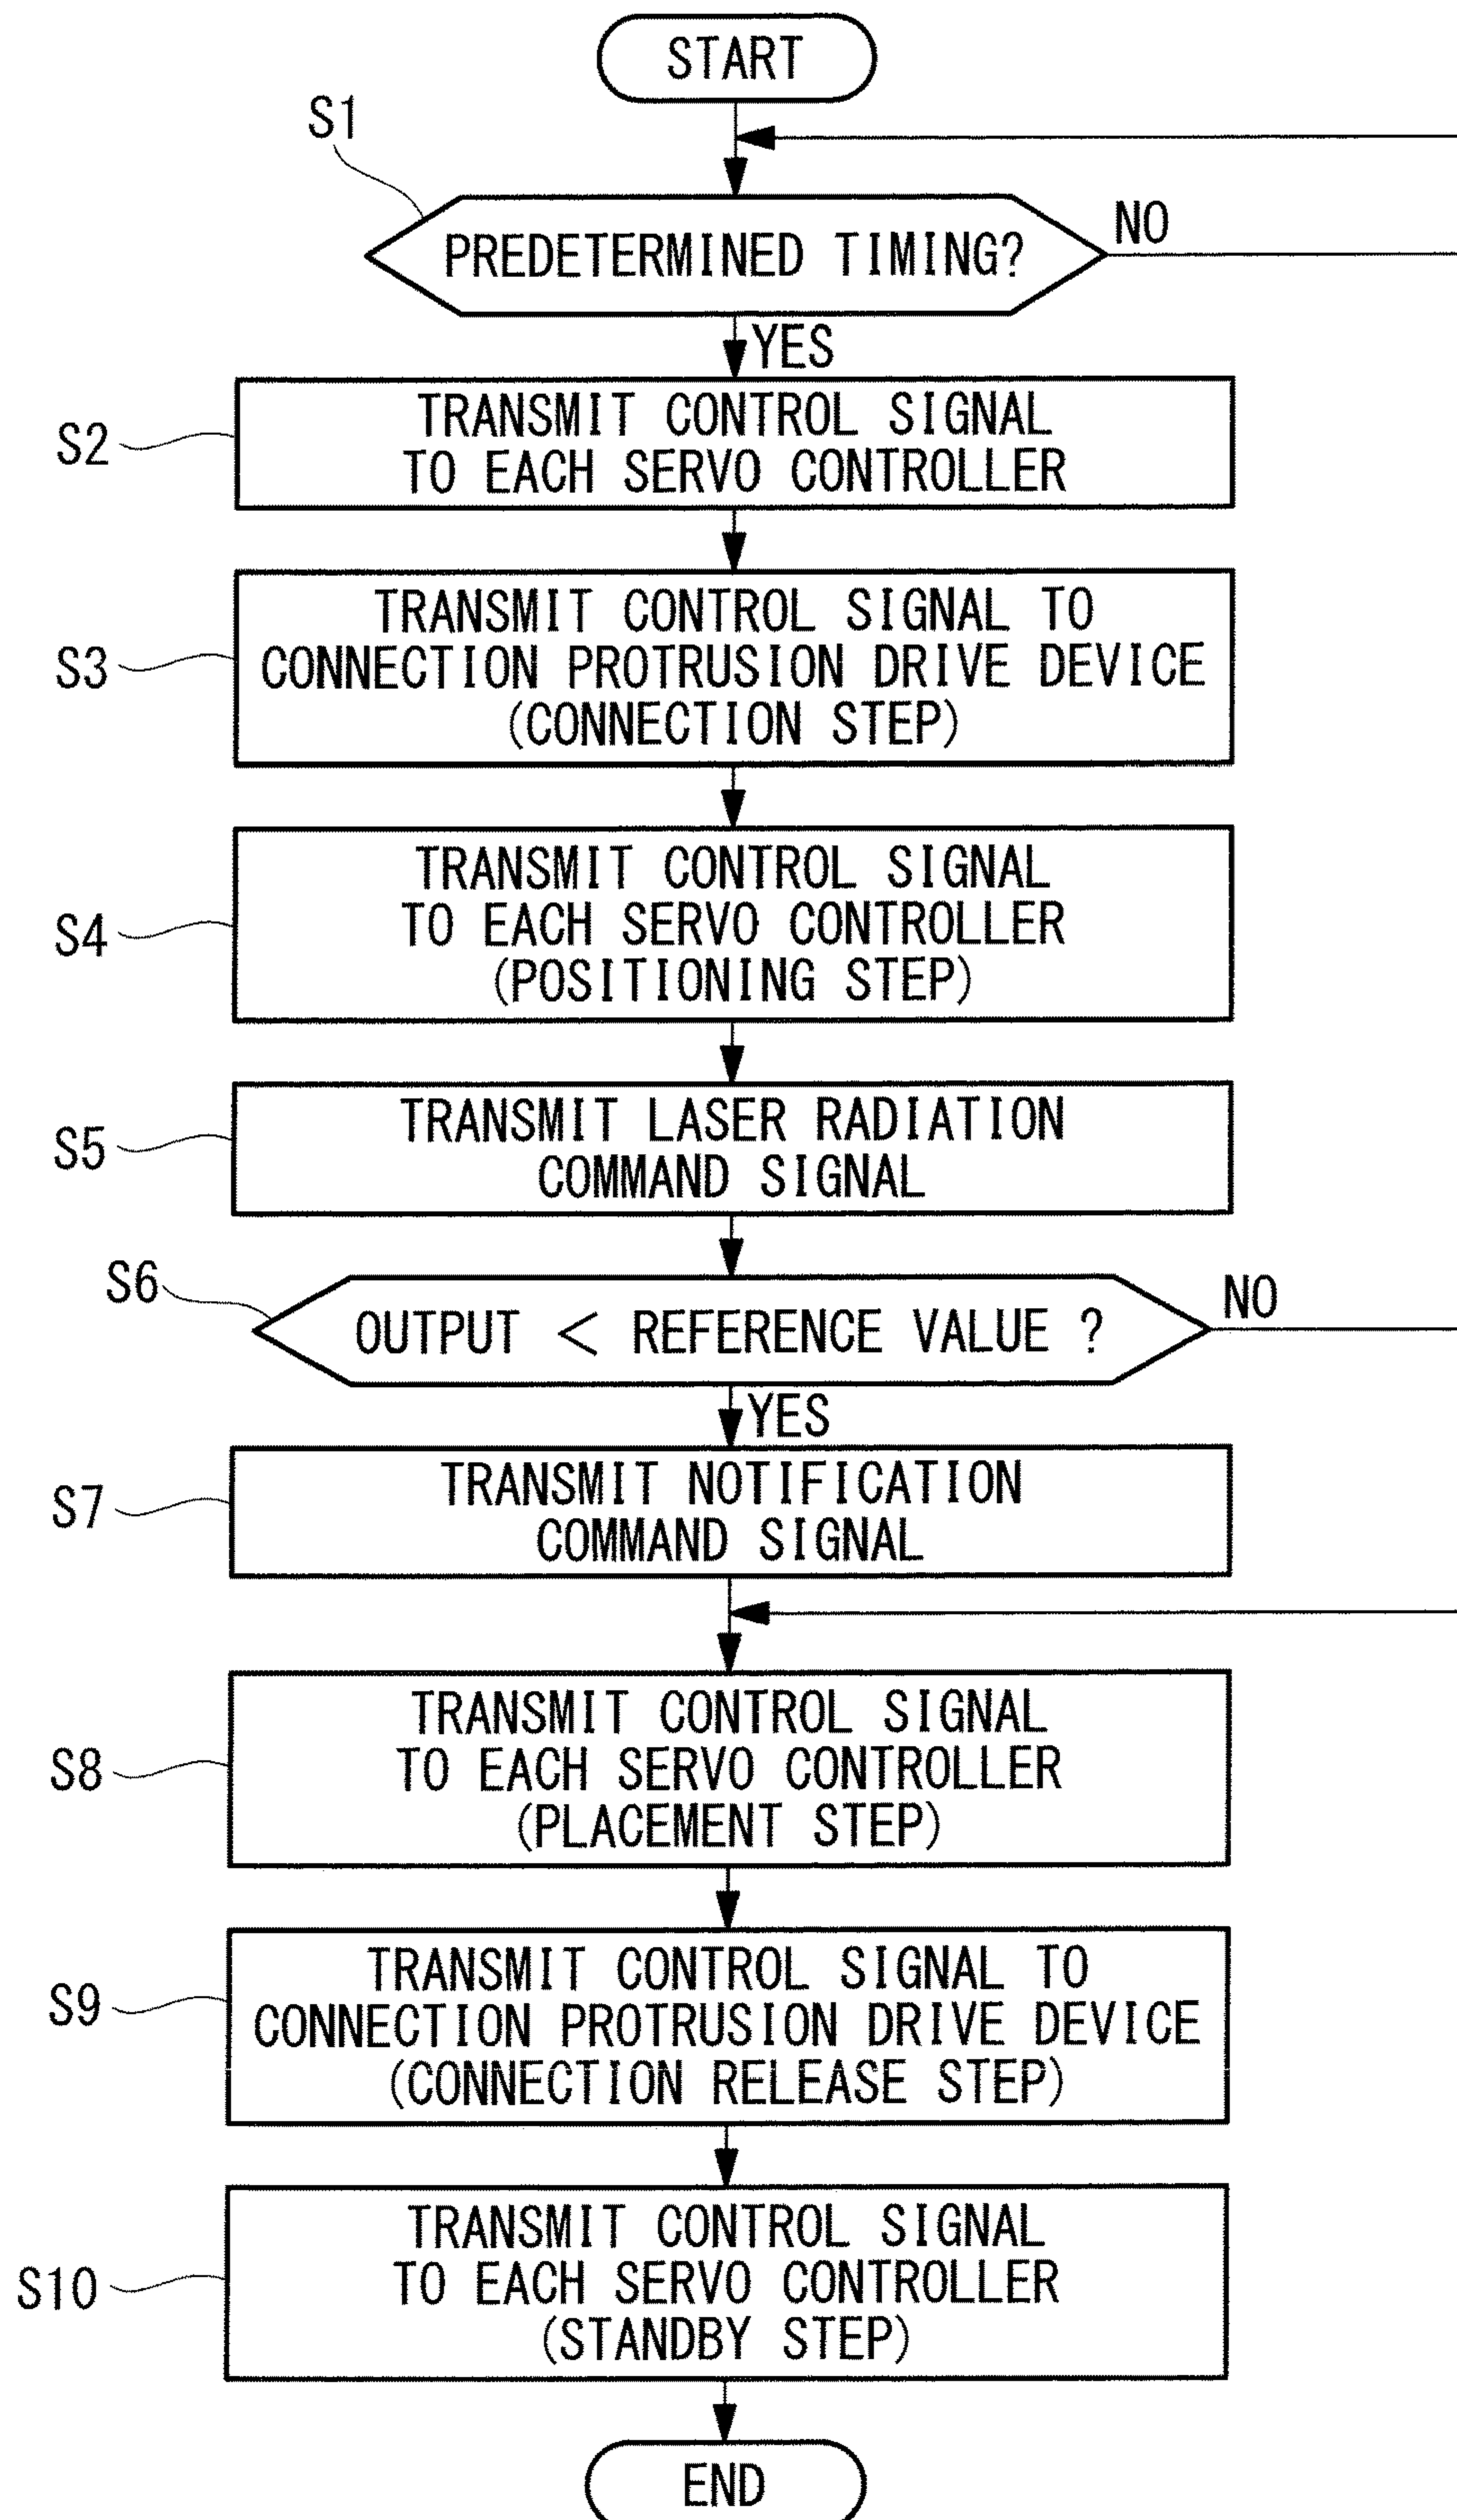 START
S1
PREDETERMINED TIMING?
NO
YES
S2
TRANSMIT CONTROL SIGNAL
TO EACH SERVO CONTROLLER
S3
TRANSMIT CONTROL SIGNAL TO
CONNECTION PROTRUSION DRIVE DEVICE
(CONNECTION STEP)
S4
TRANSMIT CONTROL SIGNAL
TO EACH SERVO CONTROLLER
(POSITIONING STEP)
S5
TRANSMIT LASER RADIATION
COMMAND SIGNAL
S6
OUTPUT < REFERENCE VALUE ?
NO
YES
S7
TRANSMIT NOTIFICATION
COMMAND SIGNAL
S8
TRANSMIT CONTROL SIGNAL
TO EACH SERVO CONTROLLER
(PLACEMENT STEP)
S9
TRANSMIT CONTROL SIGNAL TO
CONNECTION PROTRUSION DRIVE DEVICE
(CONNECTION RELEASE STEP)
S10
TRANSMIT CONTROL SIGNAL
TO EACH SERVO CONTROLLER
(STANDBY STEP)
END